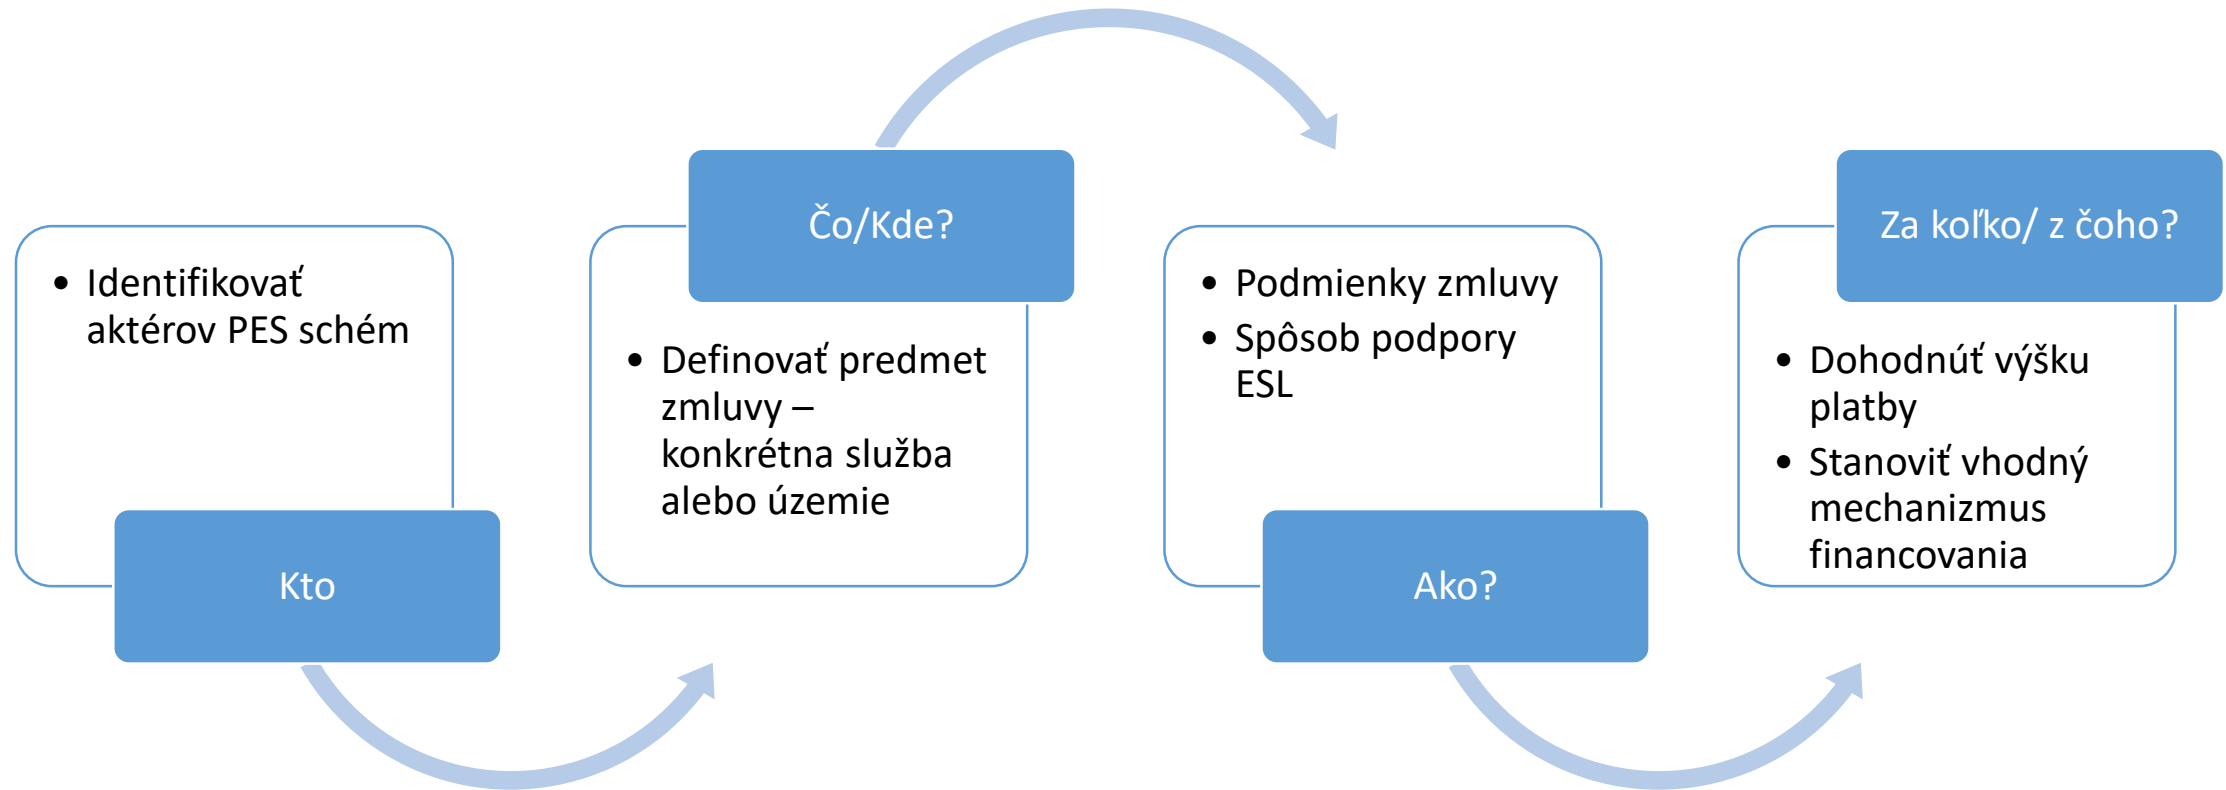 • Identifikovať
aktérov PES schém
Kto
Čo/Kde?
• Definovať predmet
zmluvy –
konkrétna služba
alebo územie
• Podmienky zmluvy
• Spôsob podpory
ESL
Ako?
Za koľko/ z čoho?
• Dohodnúť výšku
platby
• Stanoviť vhodný
mechanizmus
financovania